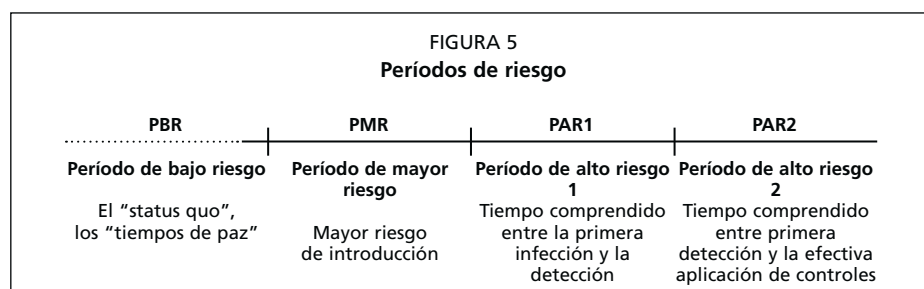 FIGURA 5
Períodos de riesgo
PBR
PMR
PAR1
PAR2
Período de bajo riesgo
El “status quo”,
los “tiempos de paz”
Período de mayor
riesgo
Mayor riesgo
de introducción
Período de alto riesgo
1
Tiempo comprendido
entre la primera
infección y la
detección
Período de alto riesgo
2
Tiempo comprendido
entre primera
detección y la efectiva
aplicación de controles